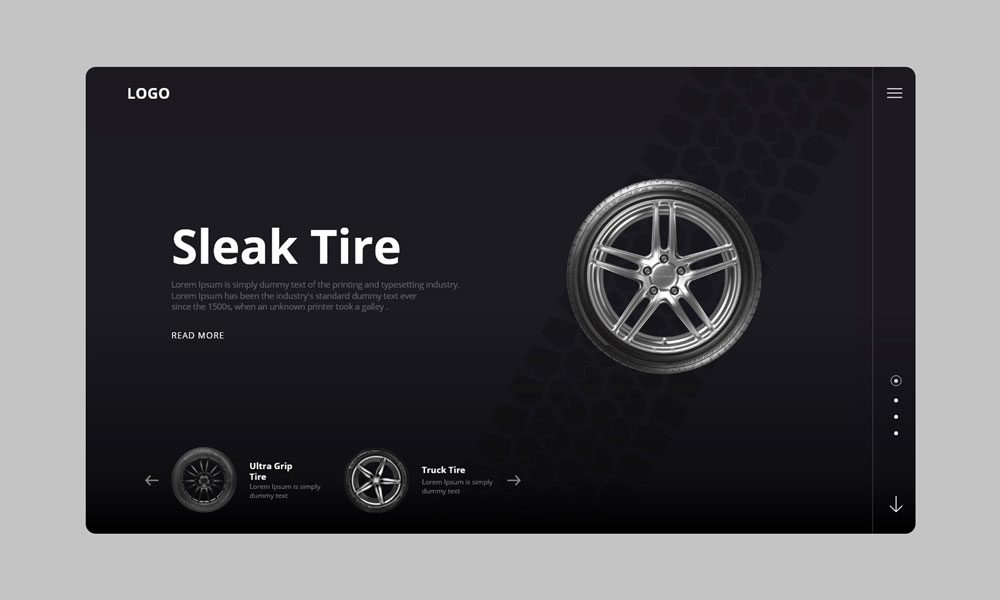 LOGO
Sleak Tire
Lorem Ipsum is simply dummy text of the printing and typesetting industry.
Lorem Ipsum has been the industry's standard dummy text ever
since the 1500s, when an unknown printer took a galley .
READ MORE
Ultra Grip
Tire
Lorem Ipsum is simply
dummy text
Truck Tire
Lorem Ipsum is simply
dummy text